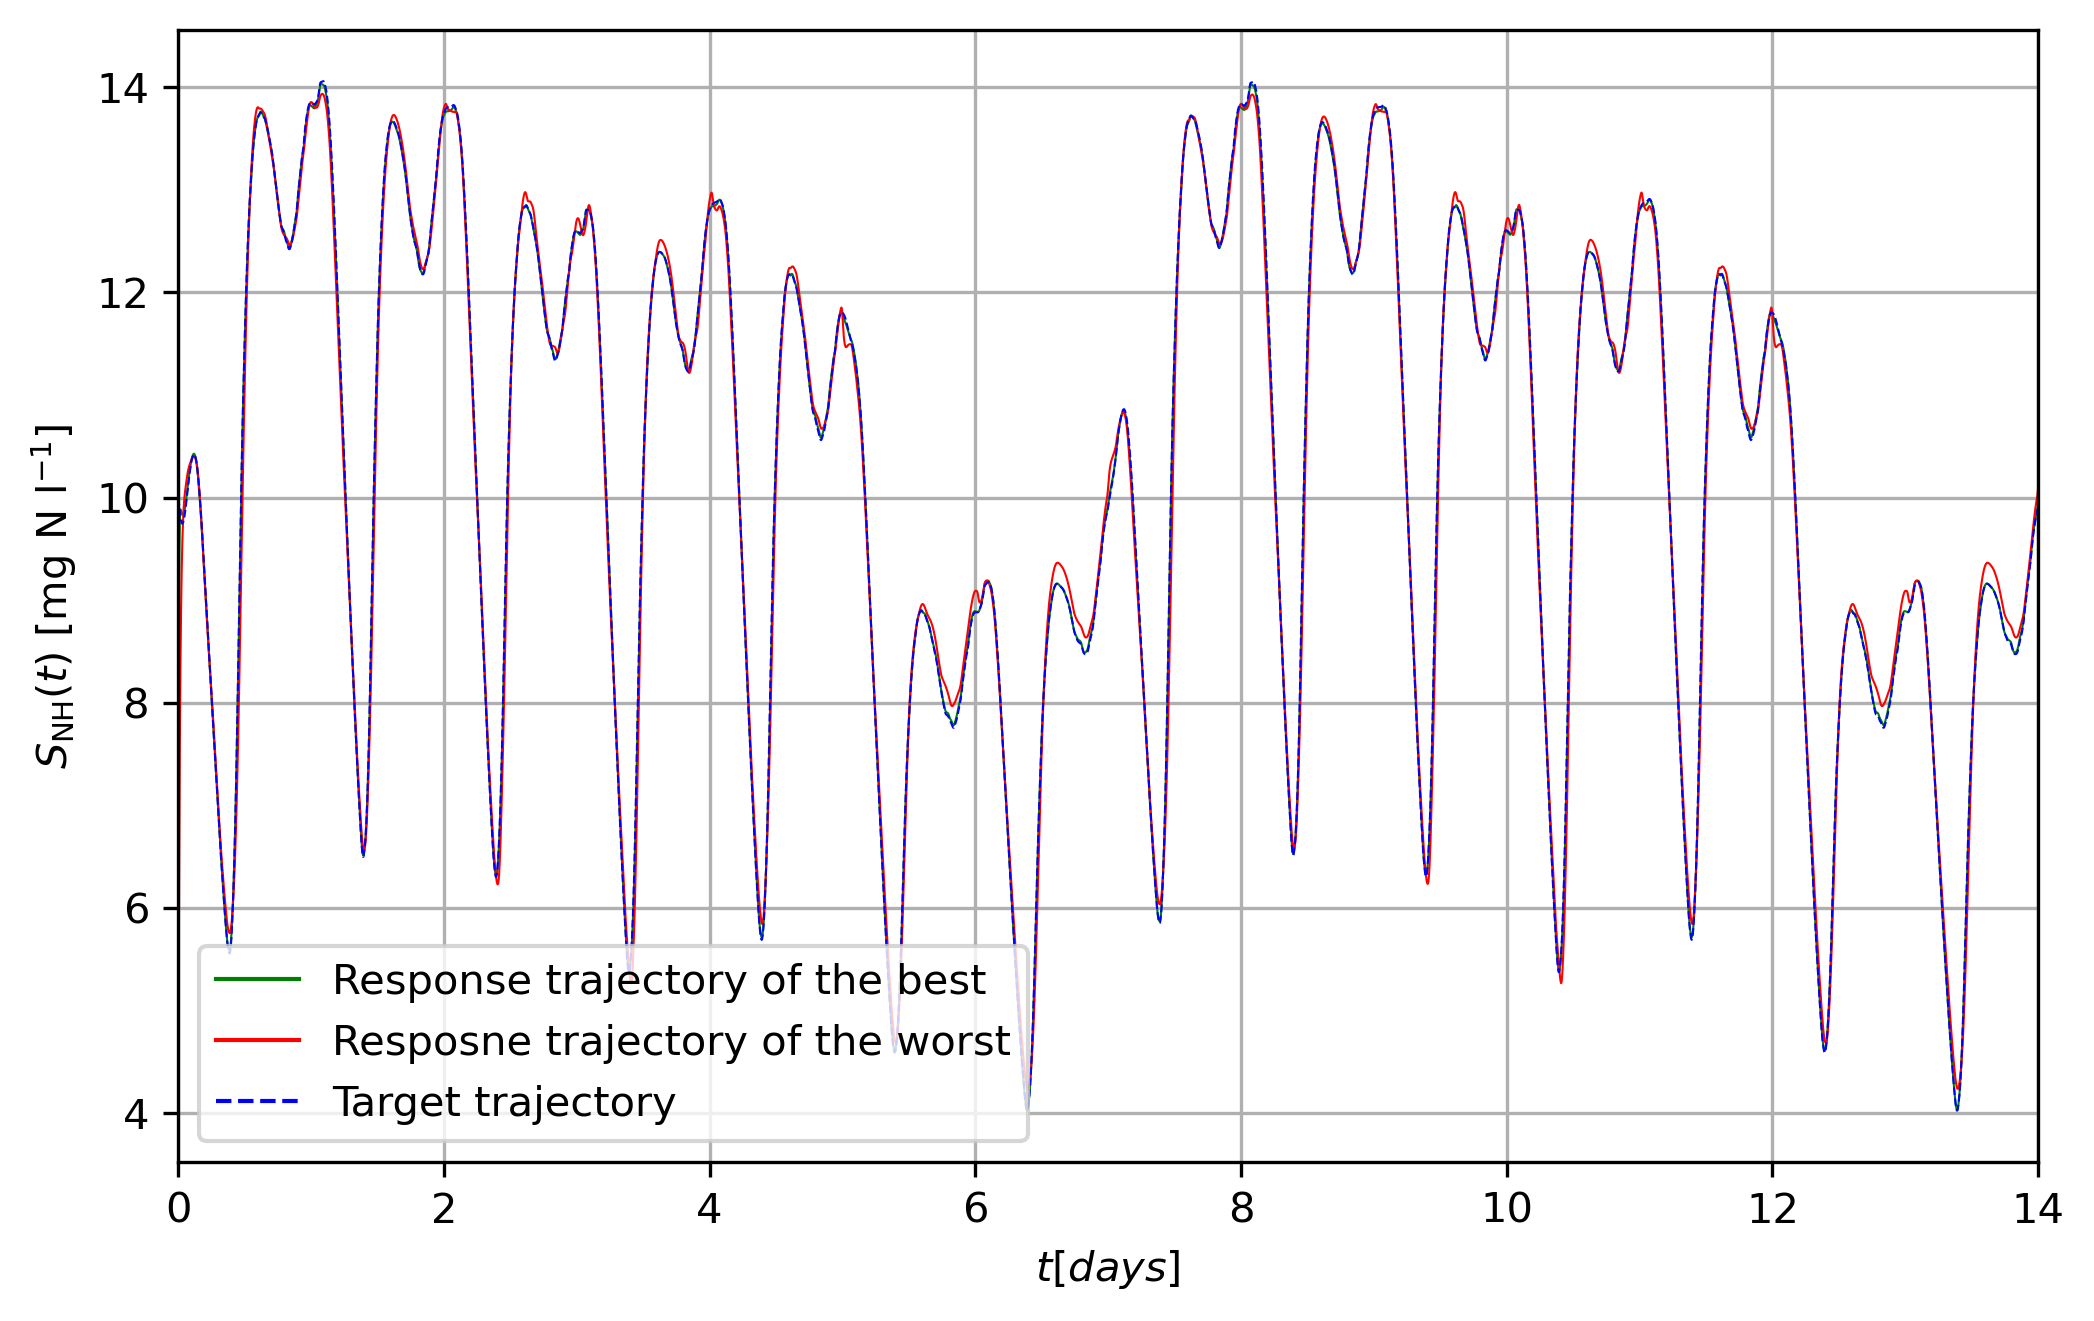 14
12
10
8
6
4
S_NH(t) [mg N l⁻¹]
Response trajectory of the best
Resposne trajectory of the worst
Target trajectory
0 2 4 6 8 10 12 14
t[days]